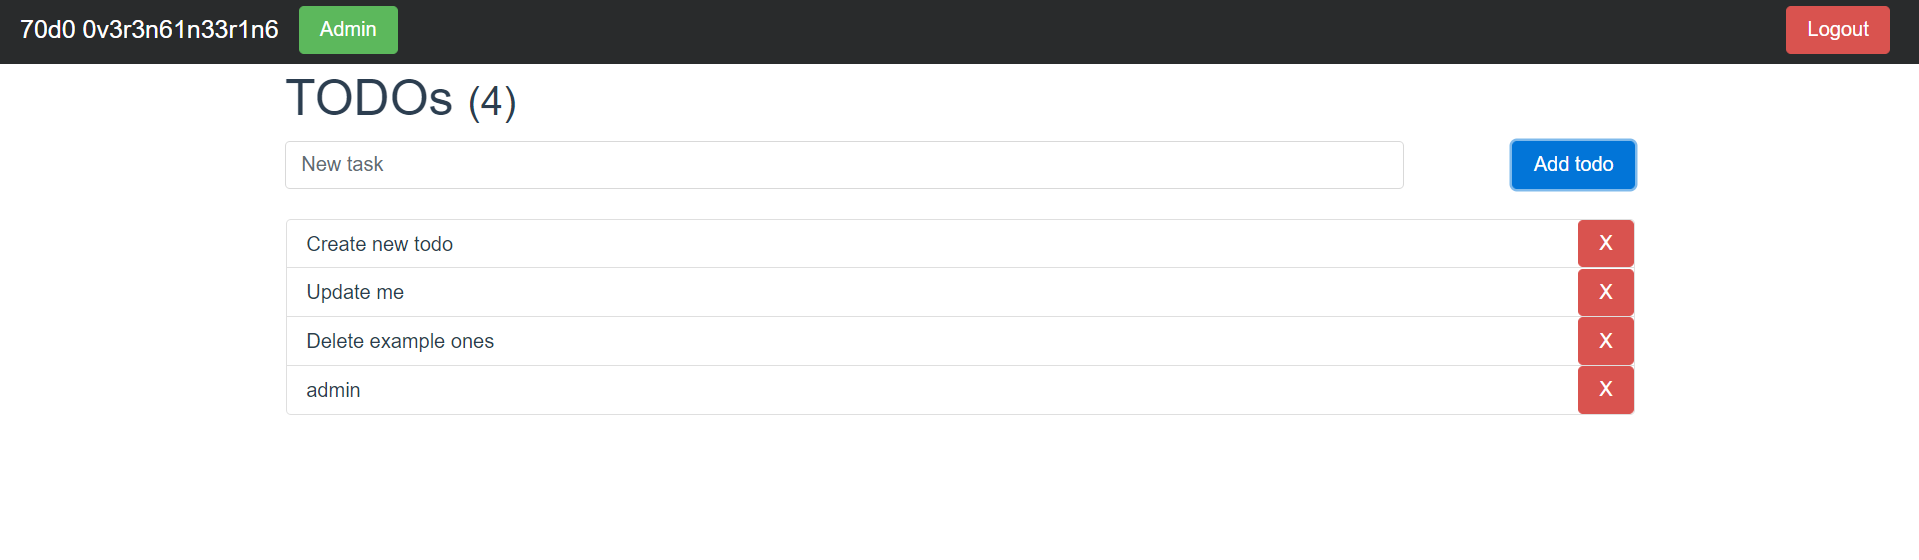 70d0 0v3r3n61n33r1n6 Admin Logout
TODOs (4)
New task Add todo
Create new todo X
Update me X
Delete example ones X
admin X